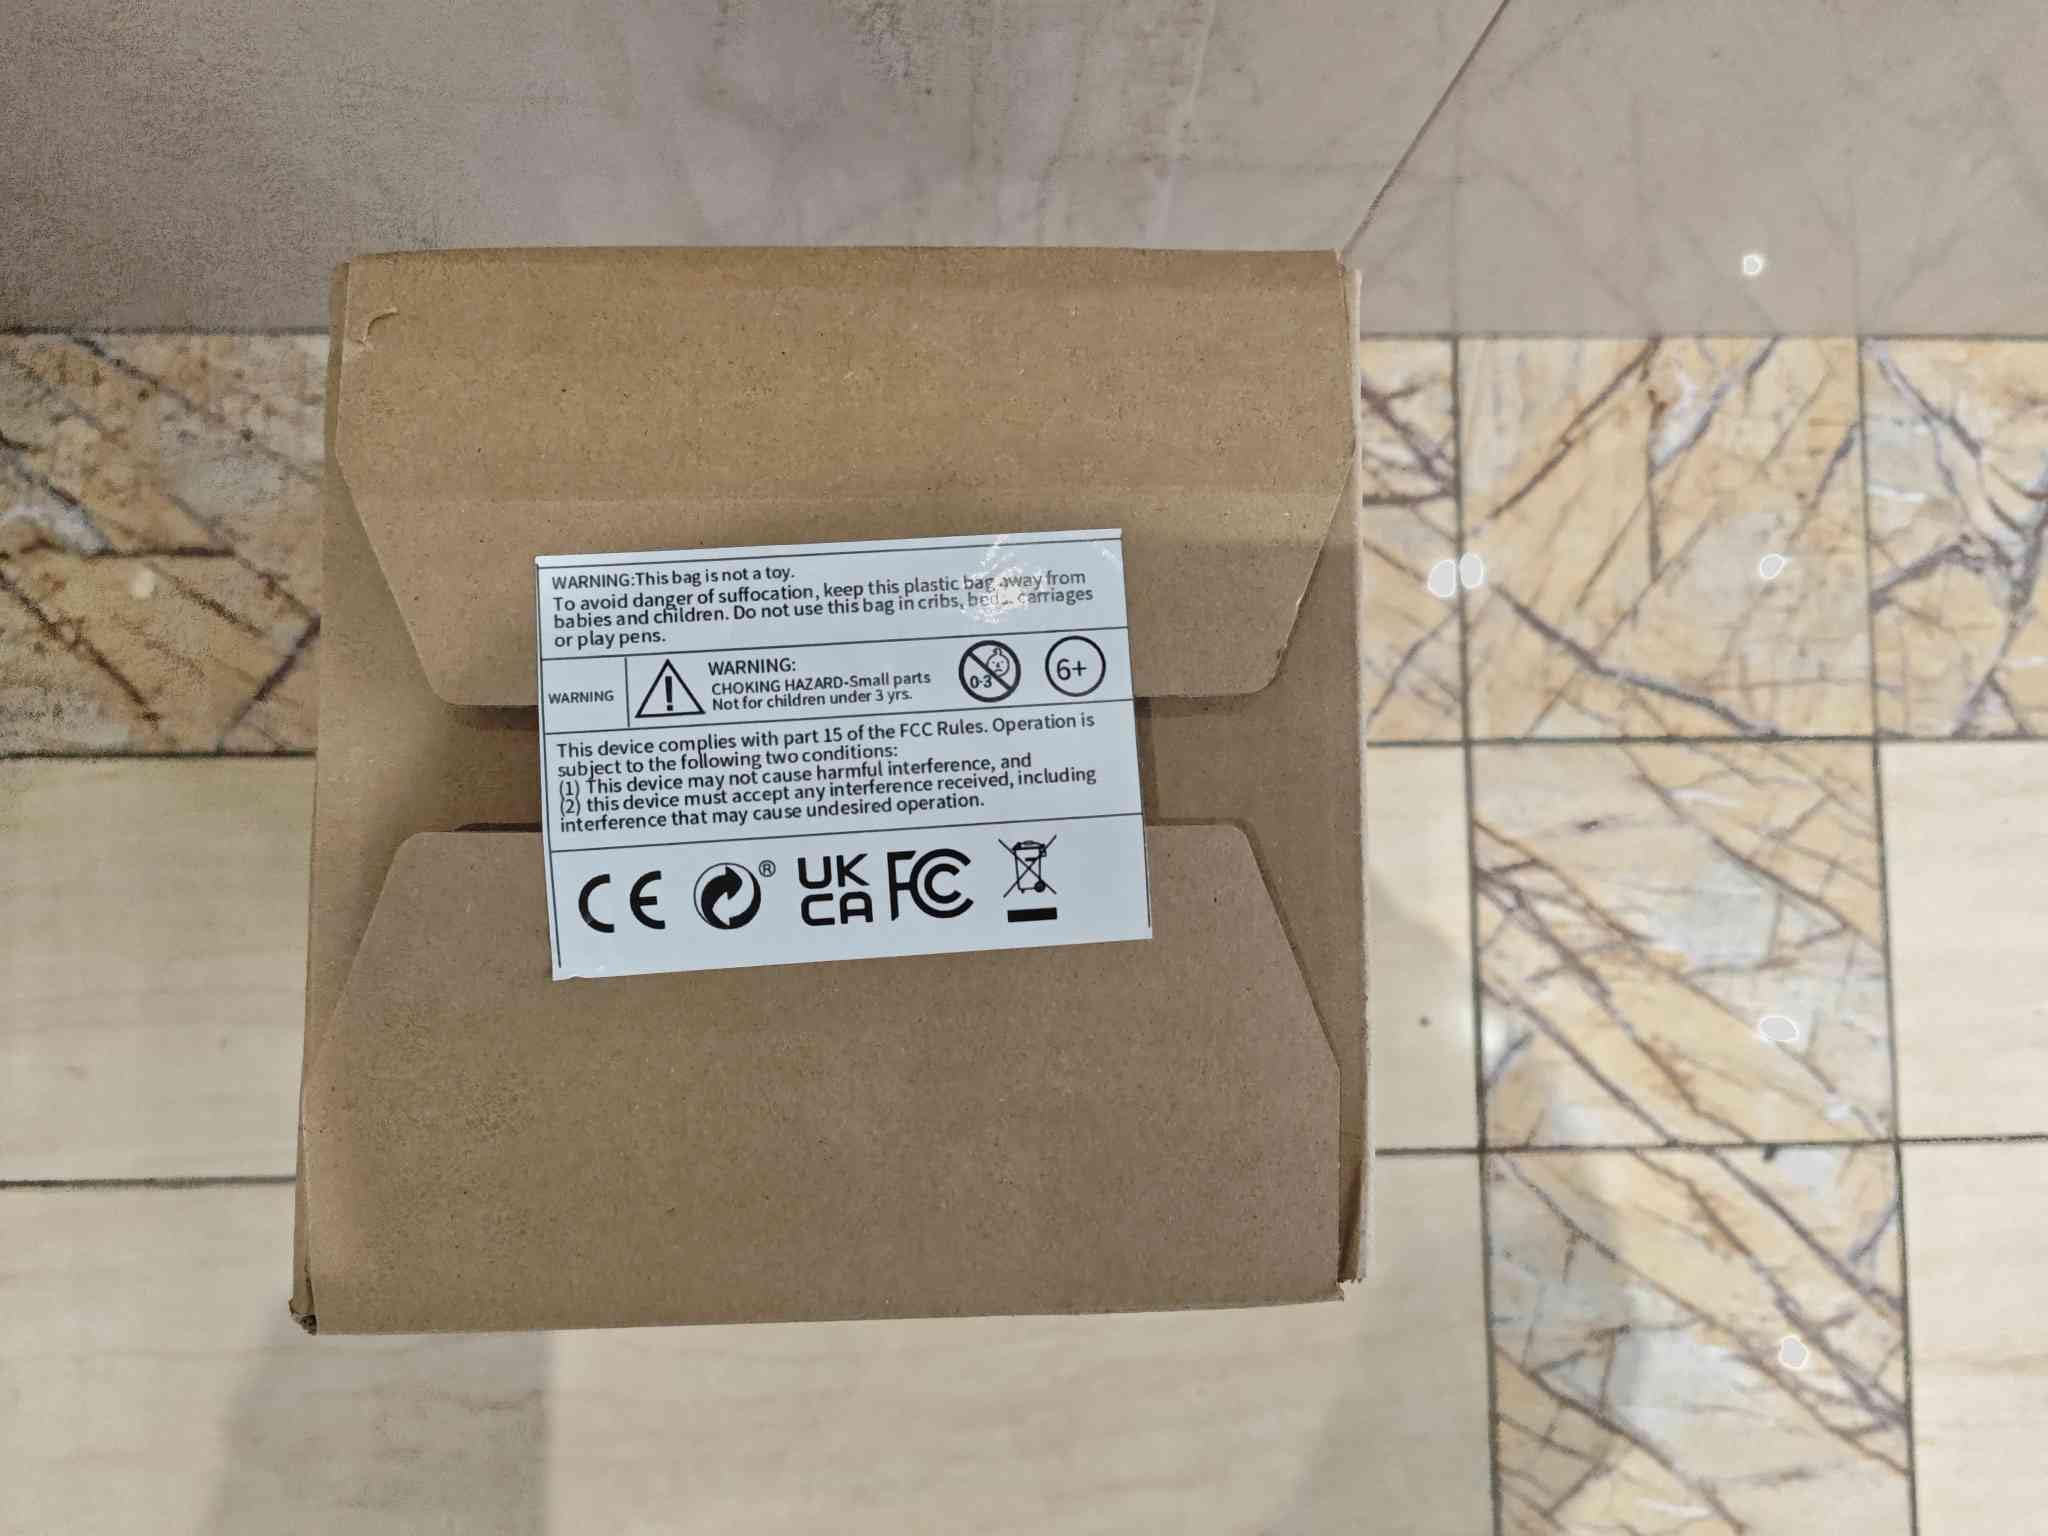 WARNING:This bag is not a toy.
To avoid danger of suffocation, keep this plastic bag away from
babies and children. Do not use this bag in cribs, carriages
or play pens.
WARNING
WARNING:
CHOKING HAZARD-Small parts
Not for children under 3 yrs.
0-3
6+
This device complies with part 15 of the FCC Rules. Operation is
subject to the following two conditions:
(1) This device may not cause harmful interference, and
(2) this device must accept any interference received, including
interference that may cause undesired operation.
CE ® UK FC
CA